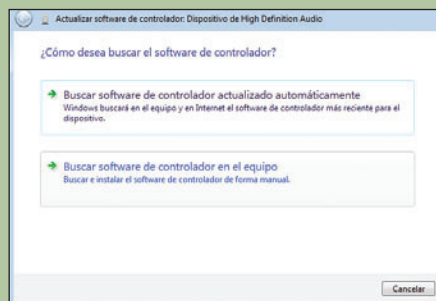 Actualizar software de controlador: Dispositivo de High Definition Audio
¿Cómo desea buscar el software de controlador?
Buscar software de controlador actualizado automáticamente
Windows buscará en el equipo y en Internet el software de controlador más reciente para el
dispositivo.
Buscar software de controlador en el equipo
Buscar e instalar el software de controlador de forma manual.
Cancelar